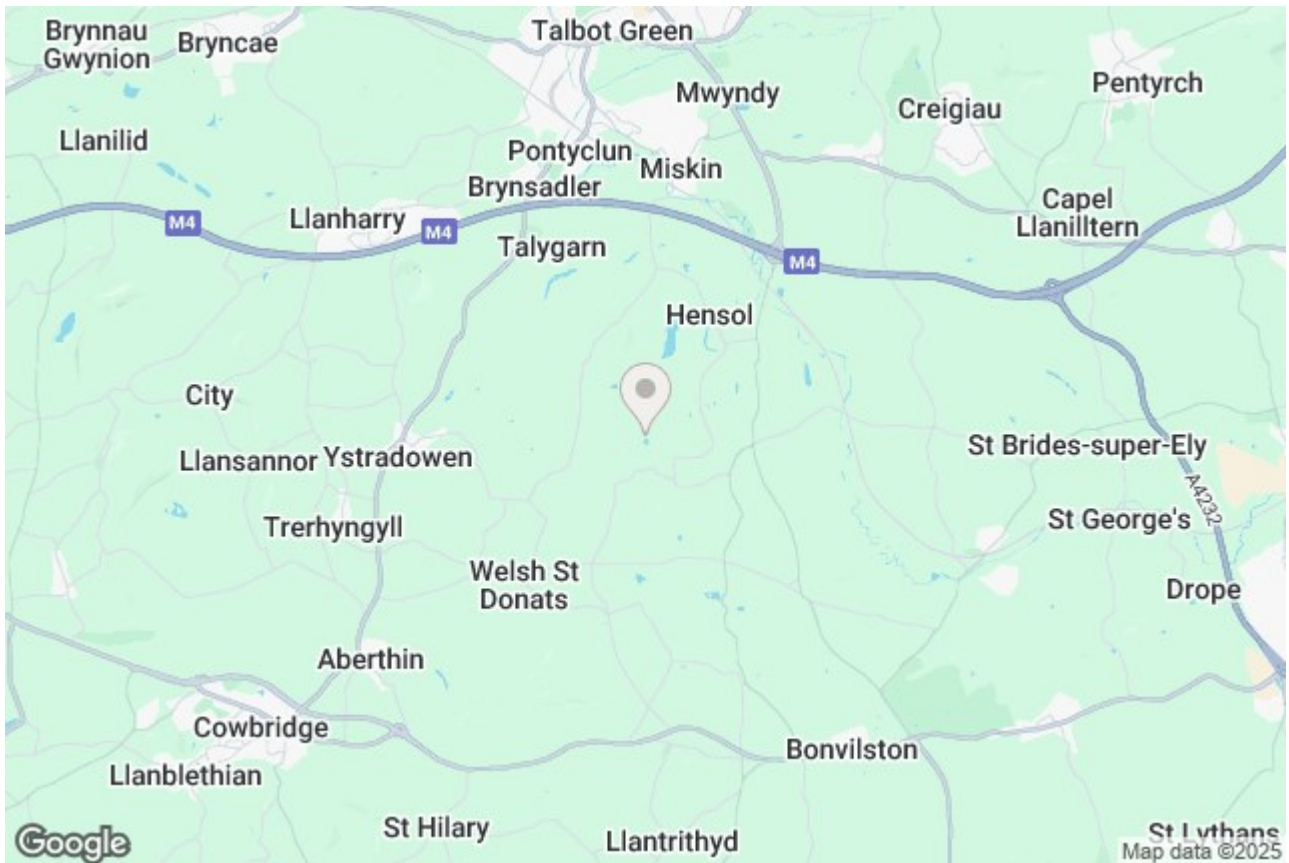 Talbot Green
Brynnau
Gwynion
Bryncae
Mwyndy
Pentyrch
Creigiau
Llanilid
Pontyclun
Miskin
Brynsadler
Capel
Llanilltern
Llanharry
M4
M4
Talygarn
M4
Hensol
City
St Brides-super-Ely
Llansannor
Ystradowen
A4232
Trerhyngyll
St George's
Welsh St
Donats
Drope
Aberthin
Cowbridge
Bonvilston
Llanblethian
St Hilary
Llantrithyd
St Lythans
Google
Map data ©2025